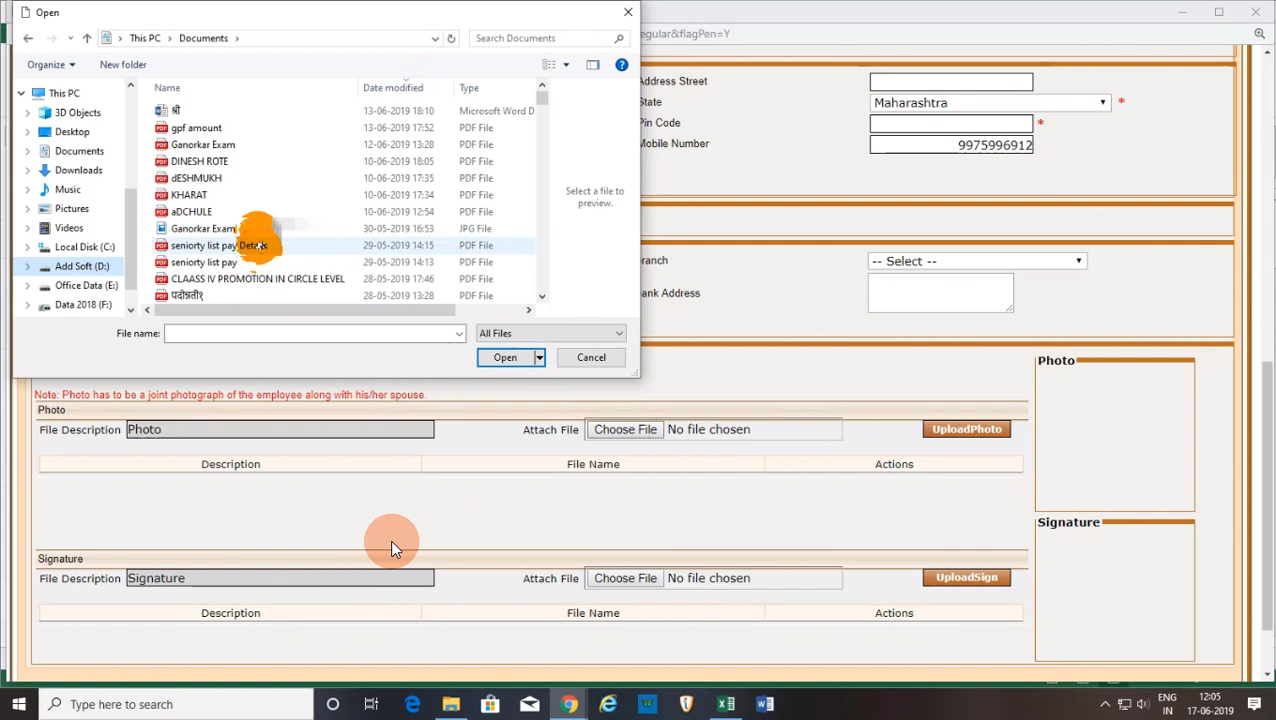 Open
egular&flagPen=Y
This PC > Documents >
Search Documents
Organize
New folder
This PC
3D Objects
Desktop
Documents
Downloads
Music
Pictures
Videos
Local Disk (C:)
Add Soft (D:)
Office Data (E:)
Data 2018 (F:)
Name Date modified Type
श्री 13-06-2019 18:10 Microsoft Word D
gpf amount 13-06-2019 17:52 PDF File
Ganorkar Exam 13-06-2019 13:28 PDF File
DINESH ROTE 10-06-2019 18:05 PDF File
dESHMUKH 10-06-2019 17:35 PDF File
KHARAT 10-06-2019 17:34 PDF File
aDCHULE 10-06-2019 12:54 PDF File
Ganorkar Exam 30-05-2019 16:53 JPG File
seniorty list pay Details 29-05-2019 14:15 PDF File
seniorty list pay 29-05-2019 14:13 PDF File
CLAASS IV PROMOTION IN CIRCLE LEVEL 28-05-2019 17:46 PDF File
28-05-2019 13:28 PDF File
Select a file to
preview.
File name:
All Files
Open
Cancel
Address Street
State Maharashtra *
Pin Code *
Mobile Number 9975996912
ranch -- Select --
ank Address
Note: Photo has to be a joint photograph of the employee along with his/her spouse.
Photo
File Description Photo Attach File Choose File No file chosen UploadPhoto
Description File Name Actions
Photo
Signature
Signature
File Description Signature Attach File Choose File No file chosen UploadSign
Description File Name Actions
Type here to search
ENG
IN
12:05
17-06-2019